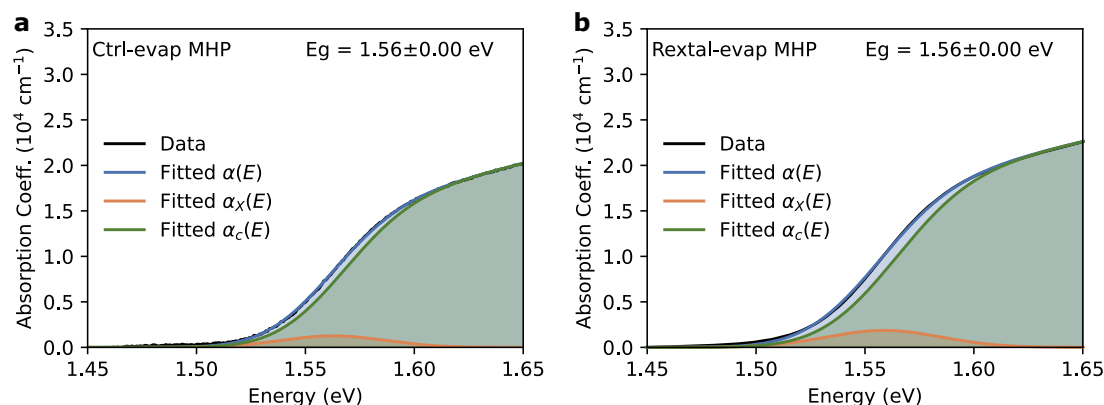 a
Ctrl-evap MHP
Eg = 1.56±0.00 eV
Absorption Coeff. (10⁴ cm⁻¹)
3.5
3.0
2.5
2.0
1.5
1.0
0.5
0.0
Data
Fitted α(E)
Fitted αX(E)
Fitted αc(E)
1.45
1.50
1.55
1.60
1.65
Energy (eV)
b
Rextal-evap MHP
Eg = 1.56±0.00 eV
Absorption Coeff. (10⁴ cm⁻¹)
3.5
3.0
2.5
2.0
1.5
1.0
0.5
0.0
Data
Fitted α(E)
Fitted αX(E)
Fitted αc(E)
1.45
1.50
1.55
1.60
1.65
Energy (eV)